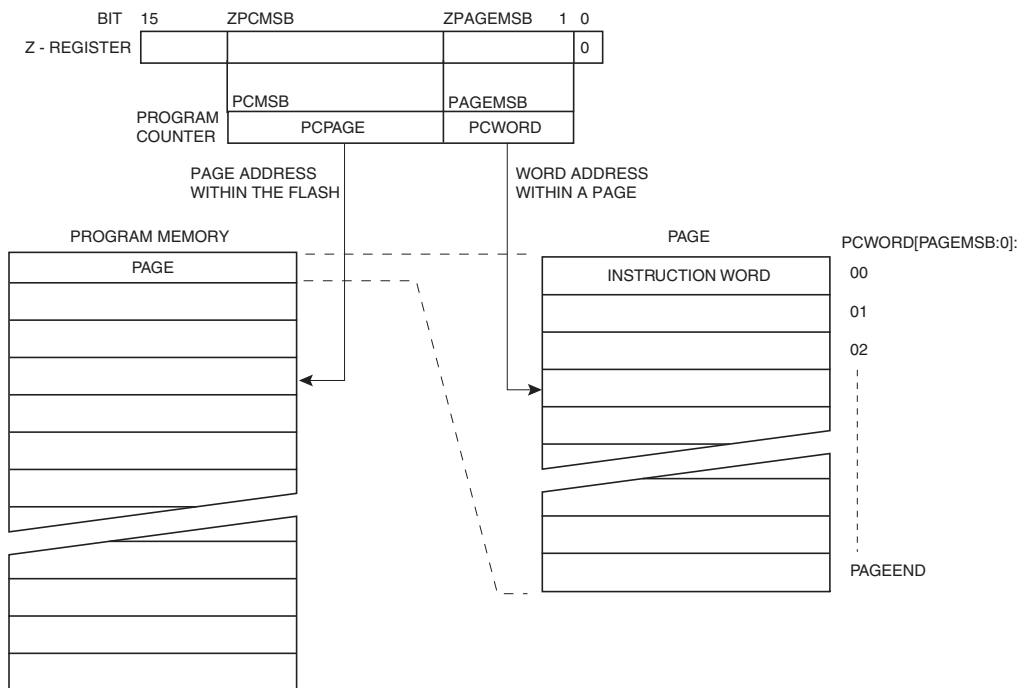 BIT 15 ZPCMSB ZPAGEMSB 1 0
Z - REGISTER 0
PCMSB PAGEMSB
PROGRAM
COUNTER
PCPAGE PCWORD
PAGE ADDRESS
WITHIN THE FLASH
WORD ADDRESS
WITHIN A PAGE
PROGRAM MEMORY
PAGE
PAGE
PCWORD[PAGEMSB:0]:
INSTRUCTION WORD
00
01
02
PAGEEND